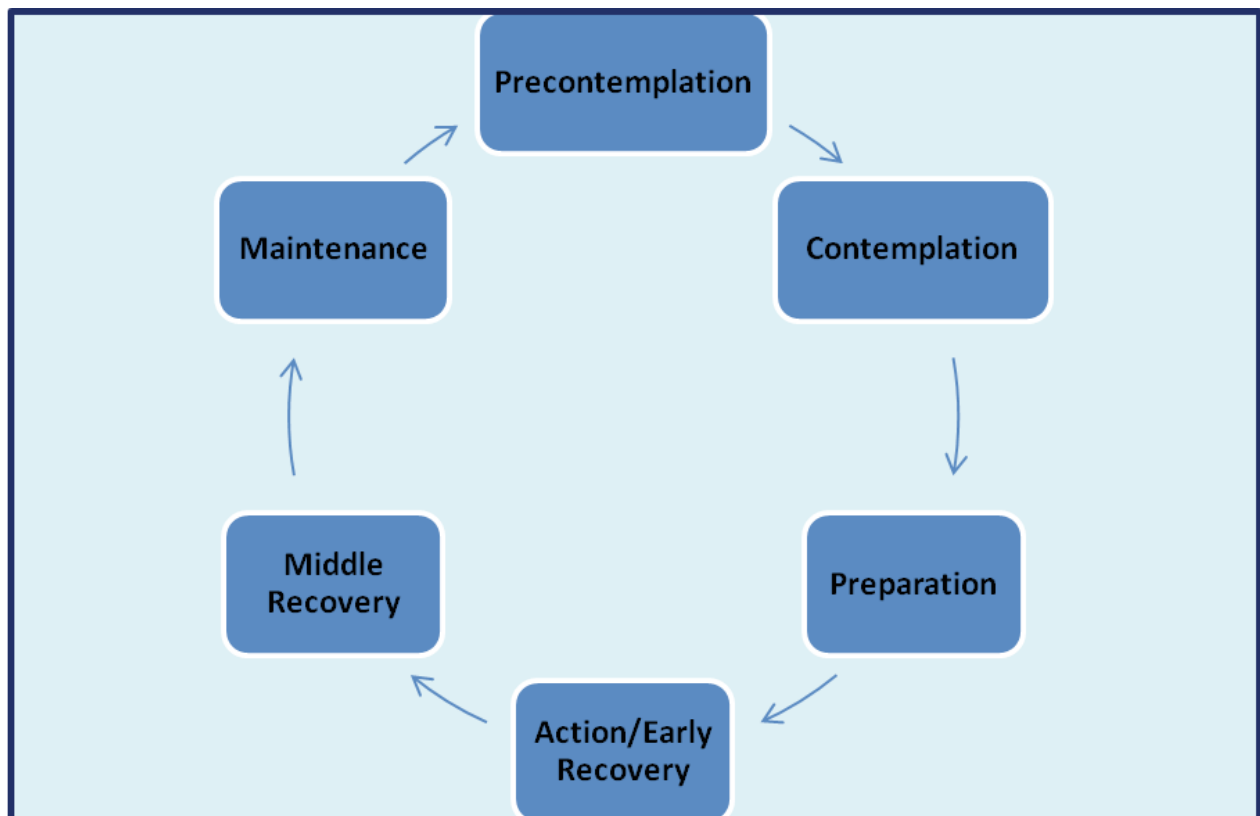 Precontemplation
Contemplation
Preparation
Action/Early
Recovery
Middle
Recovery
Maintenance